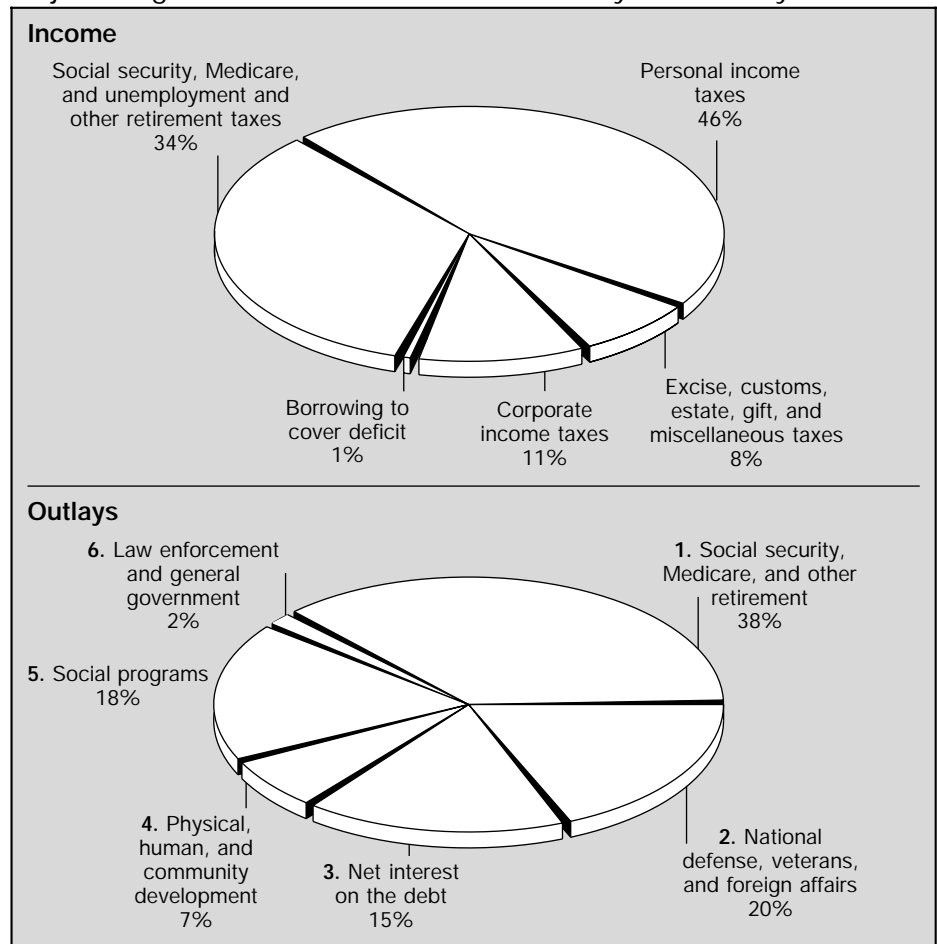 Income
Social security, Medicare,
and unemployment and
other retirement taxes
34%
Personal income
taxes
46%
Borrowing to
cover deficit
1%
Corporate
income taxes
11%
Excise, customs,
estate, gift, and
miscellaneous taxes
8%
Outlays
6. Law enforcement
and general
government
2%
1. Social security,
Medicare, and other
retirement
38%
5. Social programs
18%
4. Physical,
human, and
community
development
7%
3. Net interest
on the debt
15%
2. National
defense, veterans,
and foreign affairs
20%